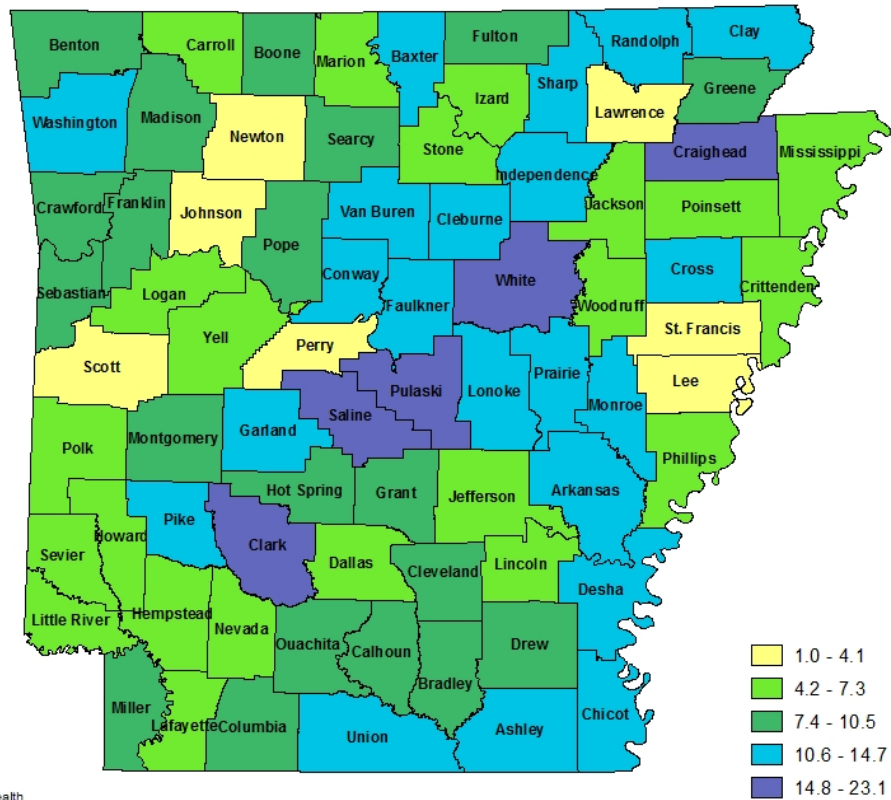 Benton
Carroll
Boone
Marion
Baxter
Fulton
Randolph
Clay
Sharp
Izard
Greene
Lawrence
Washington
Madison
Newton
Searcy
Stone
Craighead
Mississippi
Independence
Crawford
Franklin
Johnson
Pope
Van Buren
Cleburne
Jackson
Poinsett
Conway
White
Cross
Crittenden
Sebastian
Logan
Faulkner
Woodruff
Yell
Perry
St. Francis
Scott
Pulaski
Lonoke
Prairie
Monroe
Lee
Saline
Garland
Montgomery
Polk
Phillips
Hot Spring
Grant
Jefferson
Arkansas
Pike
Howard
Clark
Sevier
Dallas
Cleveland
Lincoln
Desha
Little River
Hempstead
Nevada
Ouachita
Calhoun
Drew
Bradley
Miller
Lafayette
Columbia
Union
Ashley
Chicot
1.0 - 4.1
4.2 - 7.3
7.4 - 10.5
10.6 - 14.7
14.8 - 23.1